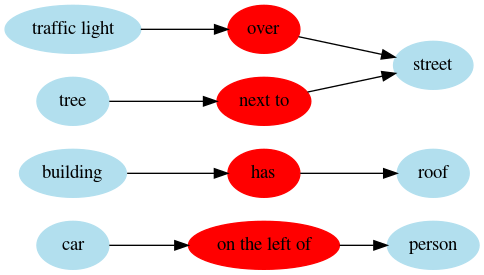 traffic light
over
street
tree
next to
building
has
roof
car
on the left of
person